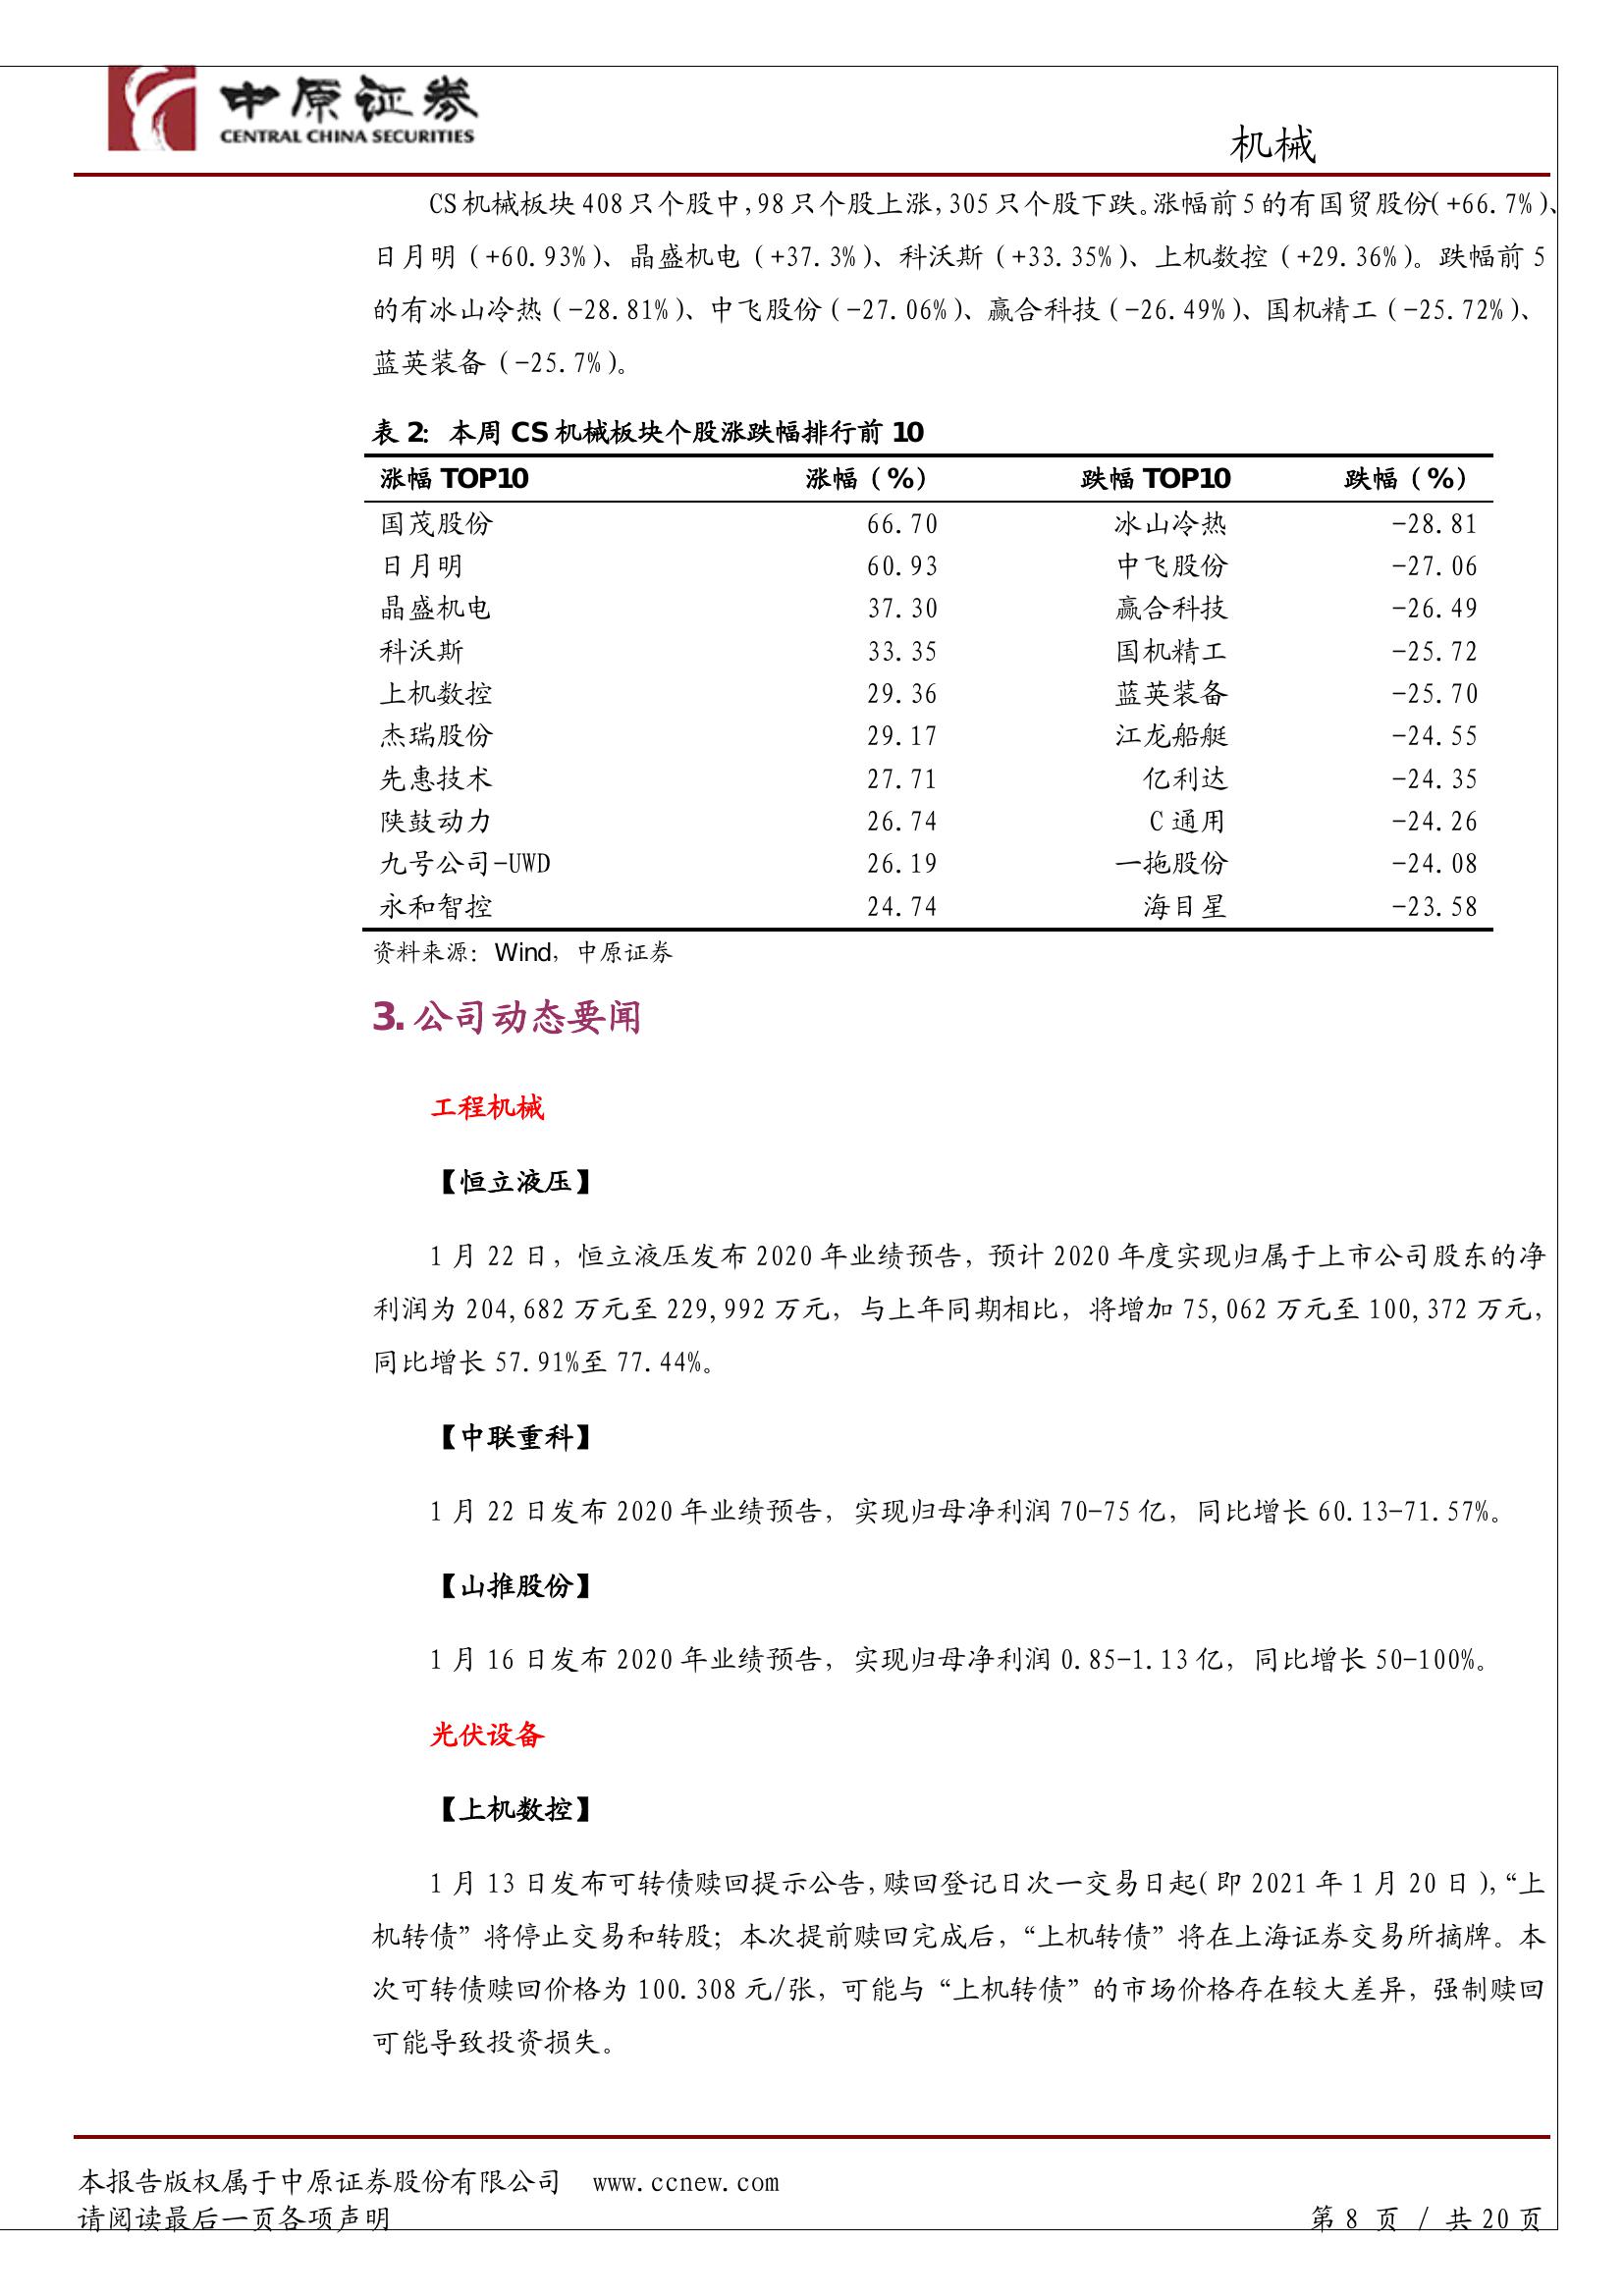 中原证券
CENTRAL CHINA SECURITIES
机械
CS机械板块408只个股中,98只个股上涨,305只个股下跌。涨幅前5的有国贸股份(+66.7%)、
日月明（+60.93%）、晶盛机电（+37.3%）、科沃斯（+33.35%）、上机数控（+29.36%）。跌幅前5
的有冰山冷热（-28.81%）、中飞股份（-27.06%）、赢合科技（-26.49%）、国机精工（-25.72%）、
蓝英装备（-25.7%）。
表 2：本周 CS 机械板块个股涨跌幅排行前 10
涨幅 TOP10 涨幅（%） 跌幅 TOP10 跌幅（%）
国茂股份 66.70 冰山冷热 -28.81
日月明 60.93 中飞股份 -27.06
晶盛机电 37.30 赢合科技 -26.49
科沃斯 33.35 国机精工 -25.72
上机数控 29.36 蓝英装备 -25.70
杰瑞股份 29.17 江龙船艇 -24.55
先惠技术 27.71 亿利达 -24.35
陕鼓动力 26.74 C 通用 -24.26
九号公司-UWD 26.19 一拖股份 -24.08
永和智控 24.74 海目星 -23.58
资料来源：Wind，中原证券
3. 公司动态要闻
工程机械
【恒立液压】
1 月 22 日，恒立液压发布 2020 年业绩预告，预计 2020 年度实现归属于上市公司股东的净
利润为 204,682 万元至 229,992 万元，与上年同期相比，将增加 75,062 万元至 100,372 万元，
同比增长 57.91%至 77.44%。
【中联重科】
1 月 22 日发布 2020 年业绩预告，实现归母净利润 70-75 亿，同比增长 60.13-71.57%。
【山推股份】
1 月 16 日发布 2020 年业绩预告，实现归母净利润 0.85-1.13 亿，同比增长 50-100%。
光伏设备
【上机数控】
1 月 13 日发布可转债赎回提示公告,赎回登记日次一交易日起(即 2021 年 1 月 20 日),“上
机转债”将停止交易和转股；本次提前赎回完成后，“上机转债”将在上海证券交易所摘牌。本
次可转债赎回价格为 100.308 元/张，可能与“上机转债”的市场价格存在较大差异，强制赎回
可能导致投资损失。
本报告版权属于中原证券股份有限公司 www.ccnew.com
请阅读最后一页各项声明 第 8 页 / 共 20 页